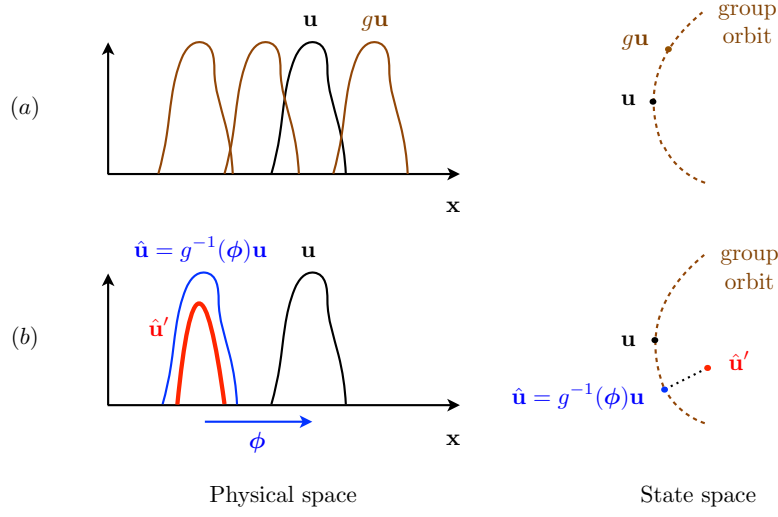 u
gu
group
orbit
gu
(a)
u
x
û = g⁻¹(ϕ)u
u
group
orbit
û′
(b)
u
û′
û = g⁻¹(ϕ)u
ϕ
x
Physical space
State space